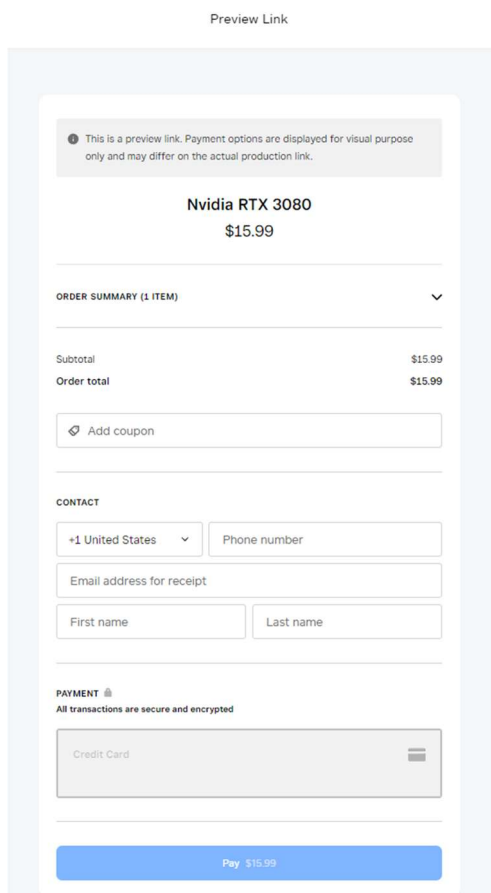 Preview Link
This is a preview link. Payment options are displayed for visual purpose
only and may differ on the actual production link.
Nvidia RTX 3080
$15.99
ORDER SUMMARY (1 ITEM)
Subtotal $15.99
Order total $15.99
Add coupon
CONTACT
+1 United States Phone number
Email address for receipt
First name Last name
PAYMENT
All transactions are secure and encrypted
Credit Card
Pay $15.99